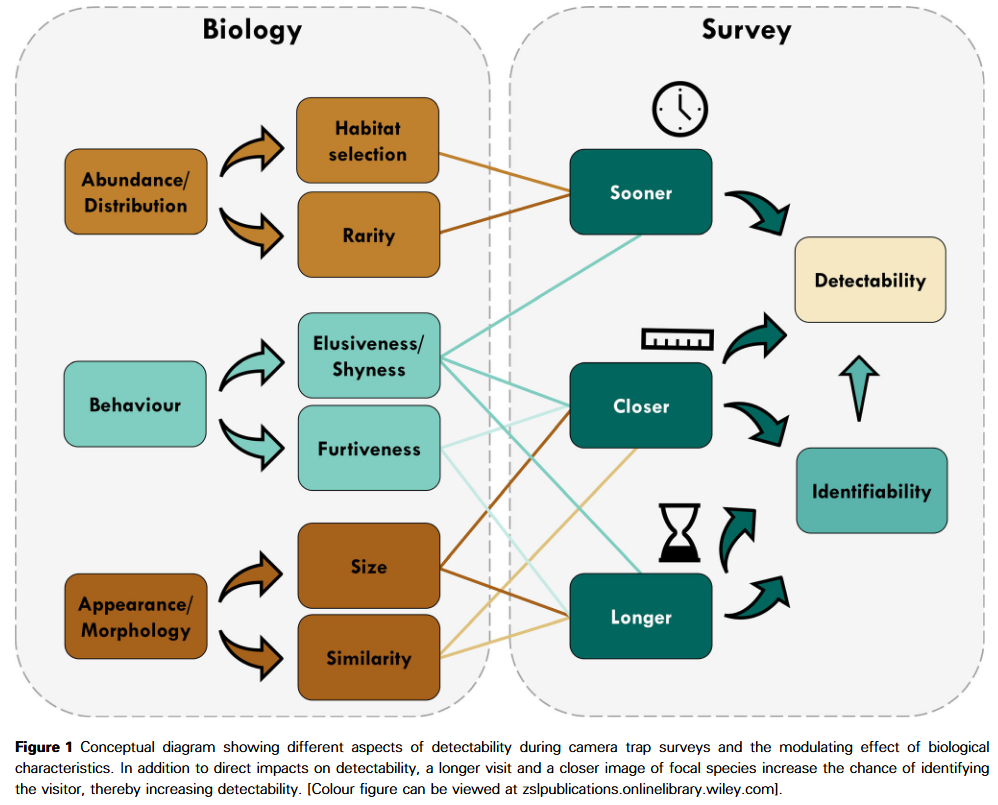 Biology
Survey
Abundance/
Distribution
Habitat
selection
Rarity
Behaviour
Elusiveness/
Shyness
Furtiveness
Appearance/
Morphology
Size
Similarity
Sooner
Closer
Longer
Detectability
Identifiability
Figure 1 Conceptual diagram showing different aspects of detectability during camera trap surveys and the modulating effect of biological
characteristics. In addition to direct impacts on detectability, a longer visit and a closer image of focal species increase the chance of identifying
the visitor, thereby increasing detectability. [Colour figure can be viewed at zslpublications.onlinelibrary.wiley.com].